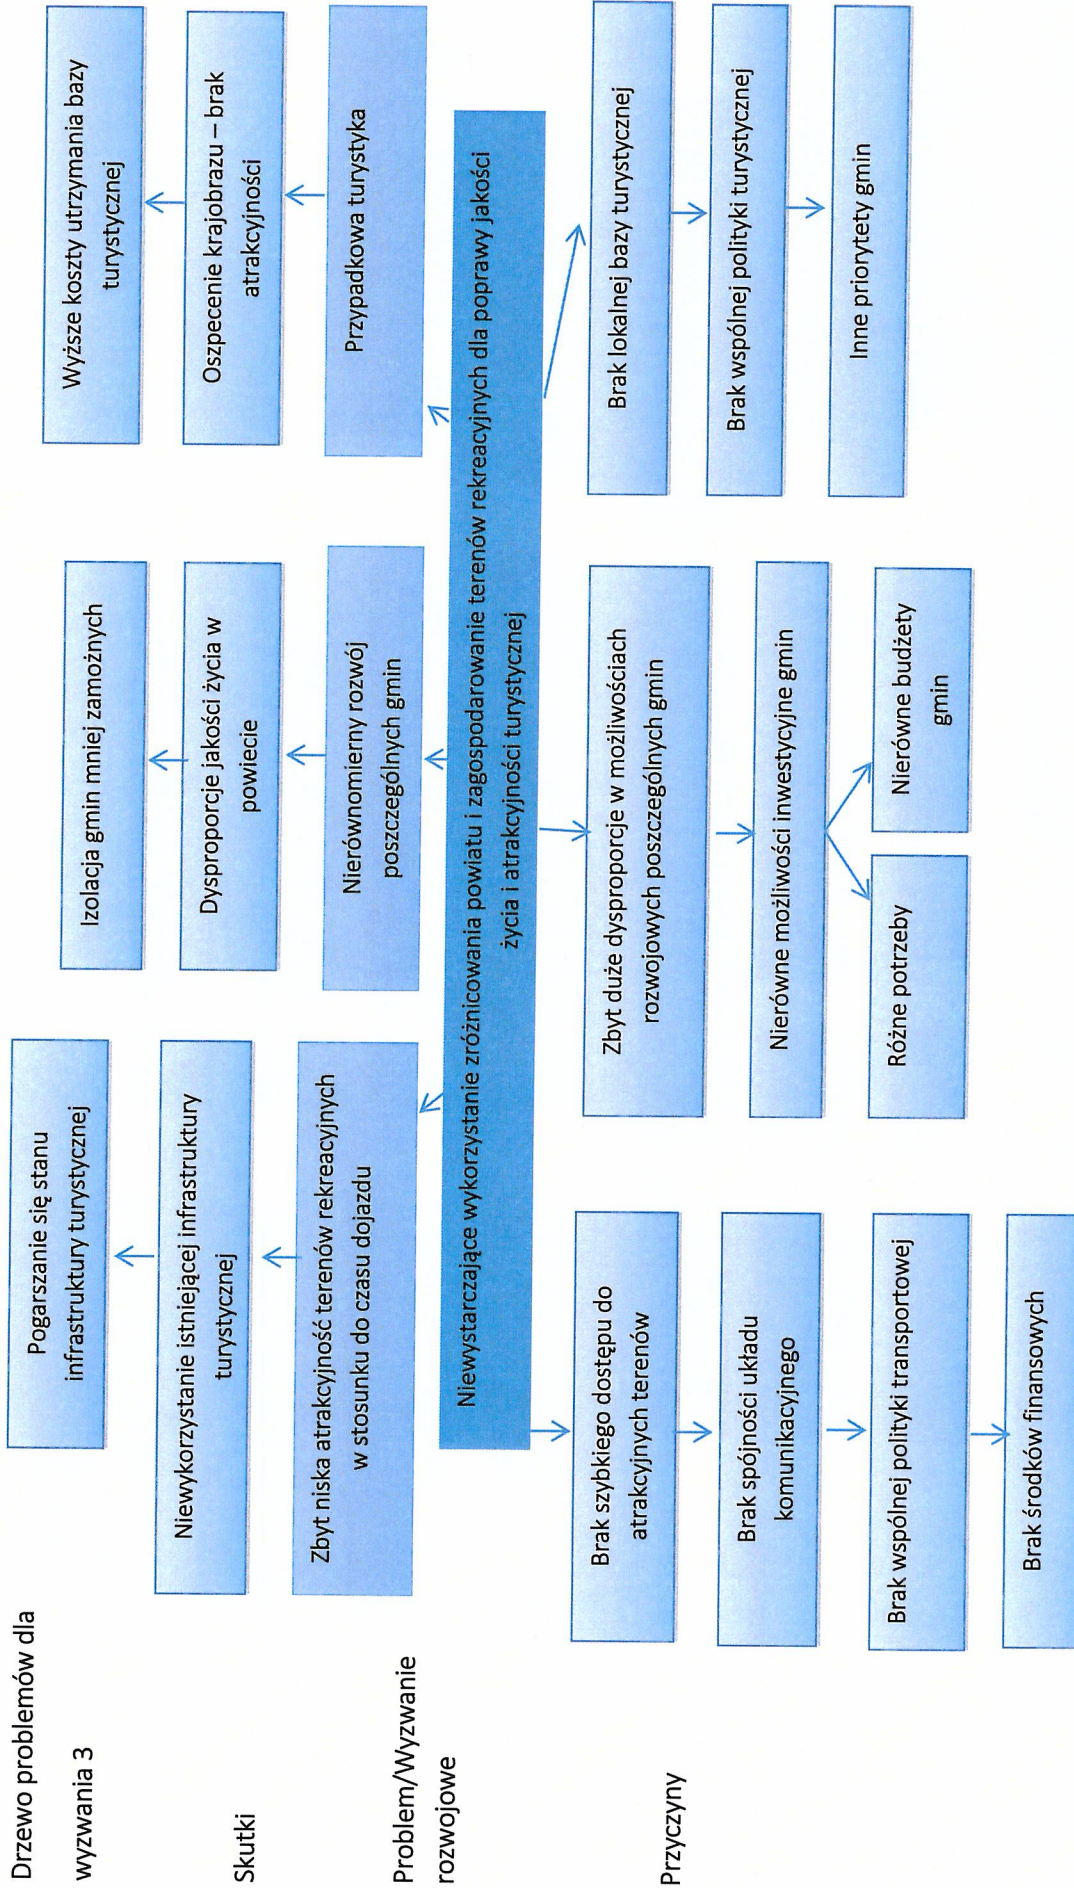 Drzewo problemów dla
wyzwania 3
Skutki
Pogarszanie się stanu
infrastruktury turystycznej
Niewykorzystanie istniejącej infrastruktury
turystycznej
Zbyt niska atrakcyjność terenów rekreacyjnych
w stosunku do czasu dojazdu
Izolacja gmin mniej zamożnych
Dysproporcje jakości życia w
powiecie
Nierównomierny rozwój
poszczególnych gmin
Wyższe koszty utrzymania bazy
turystycznej
Oszpecenie krajobrazu – brak
atrakcyjności
Przypadkowa turystyka
Problem/Wyzwanie
rozwojowe
Niewystarczające wykorzystanie zróżnicowania powiatu i zagospodarowanie terenów rekreacyjnych dla poprawy jakości
życia i atrakcyjności turystycznej
Przyczyny
Brak szybkiego dostępu do
atrakcyjnych terenów
Brak spójności układu
komunikacyjnego
Brak wspólnej polityki transportowej
Brak środków finansowych
Zbyt duże dysproporcje w możliwościach
rozwojowych poszczególnych gmin
Nierówne możliwości inwestycyjne gmin
Różne potrzeby
Nierówne budżety
gmin
Brak lokalnej bazy turystycznej
Brak wspólnej polityki turystycznej
Inne priorytety gmin